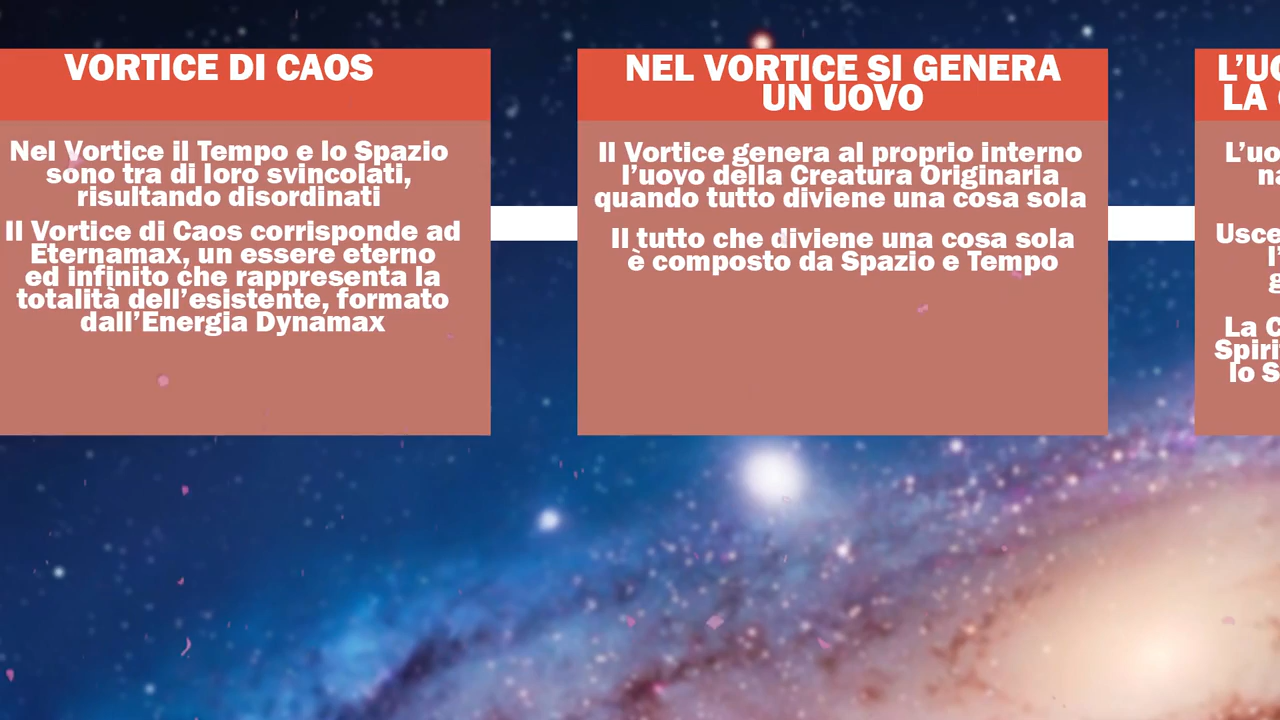 VORTICE DI CAOS
Nel Vortice il Tempo e lo Spazio
sono tra di loro svincolati,
risultando disordinati
Il Vortice di Caos corrisponde ad
Eternamax, un essere eterno
ed infinito che rappresenta la
totalità dell'esistente, formato
dall'Energia Dynamax
NEL VORTICE SI GENERA
UN UOVO
Il Vortice genera al proprio interno
l'uovo della Creatura Originaria
quando tutto diviene una cosa sola
Il tutto che diviene una cosa sola
è composto da Spazio e Tempo
LA
La
lo